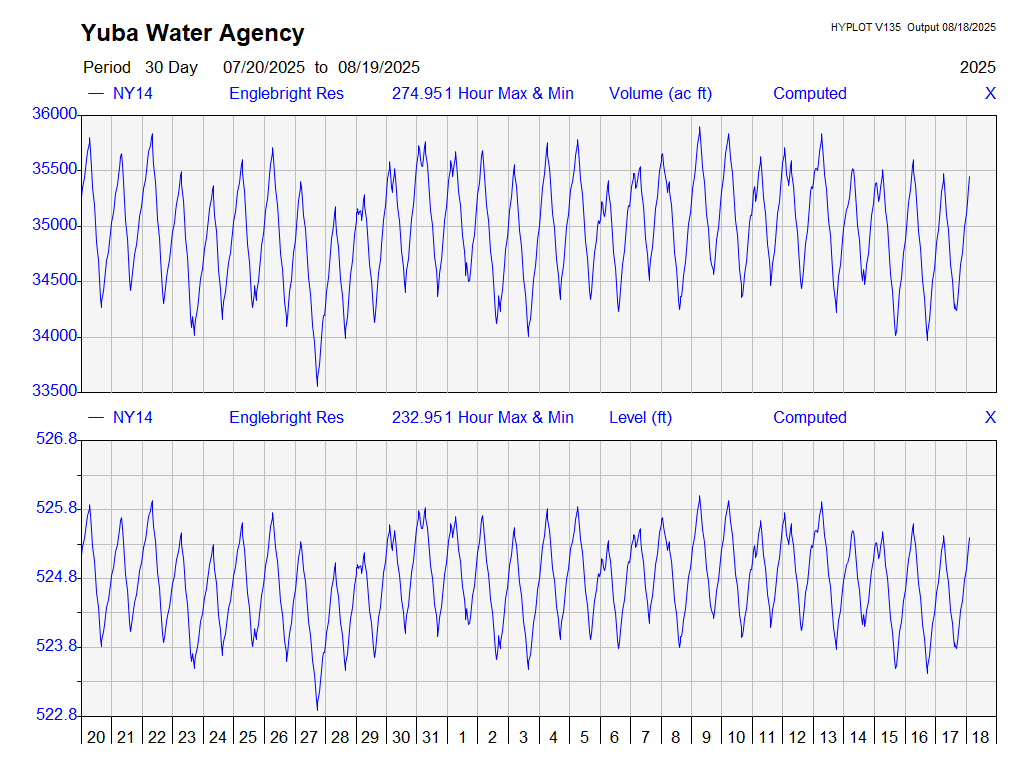 Yuba Water Agency
HYPLOT V135 Output 08/18/2025
Period 30 Day 07/20/2025 to 08/19/2025 2025
— NY14 Englebright Res 274.951 Hour Max & Min Volume (ac ft) Computed X
36000
35500
35000
34500
34000
33500
— NY14 Englebright Res 232.951 Hour Max & Min Level (ft) Computed X
526.8
525.8
524.8
523.8
522.8
20 21 22 23 24 25 26 27 28 29 30 31 1 2 3 4 5 6 7 8 9 10 11 12 13 14 15 16 17 18